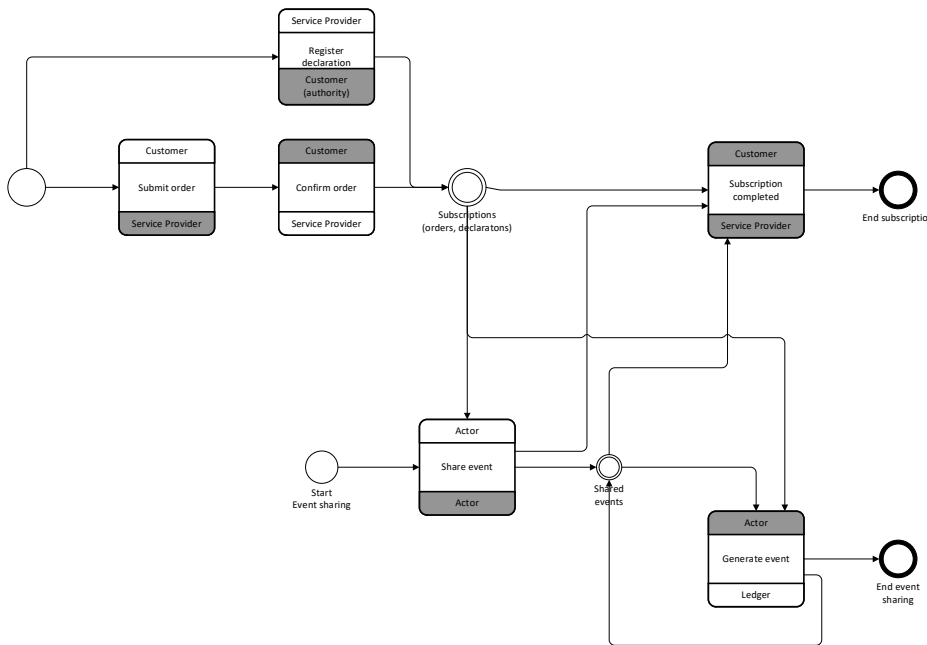 Service Provider
Register
declaration
Customer
(authority)
Customer
Submit order
Service Provider
Customer
Confirm order
Service Provider
Subscriptions
(orders, declaratons)
Customer
Subscription
completed
Service Provider
End subscriptio
Start
Event sharing
Actor
Share event
Actor
Shared
events
Actor
Generate event
Ledger
End event
sharing